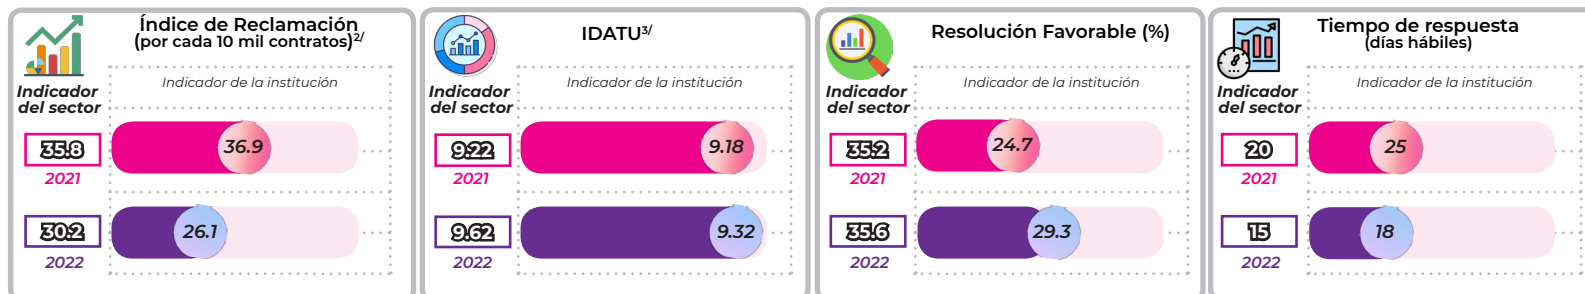 Índice de Reclamación
(por cada 10 mil contratos)2/
Indicador de la institución
Indicador
del sector
35.8
36.9
2021
30.2
26.1
2022
IDATU3/
Indicador de la institución
Indicador
del sector
9.22
9.18
2021
9.62
9.32
2022
Resolución Favorable (%)
Indicador de la institución
Indicador
del sector
35.2
24.7
2021
35.6
29.3
2022
Tiempo de respuesta
(días hábiles)
Indicador de la institución
Indicador
del sector
20
25
2021
15
18
2022